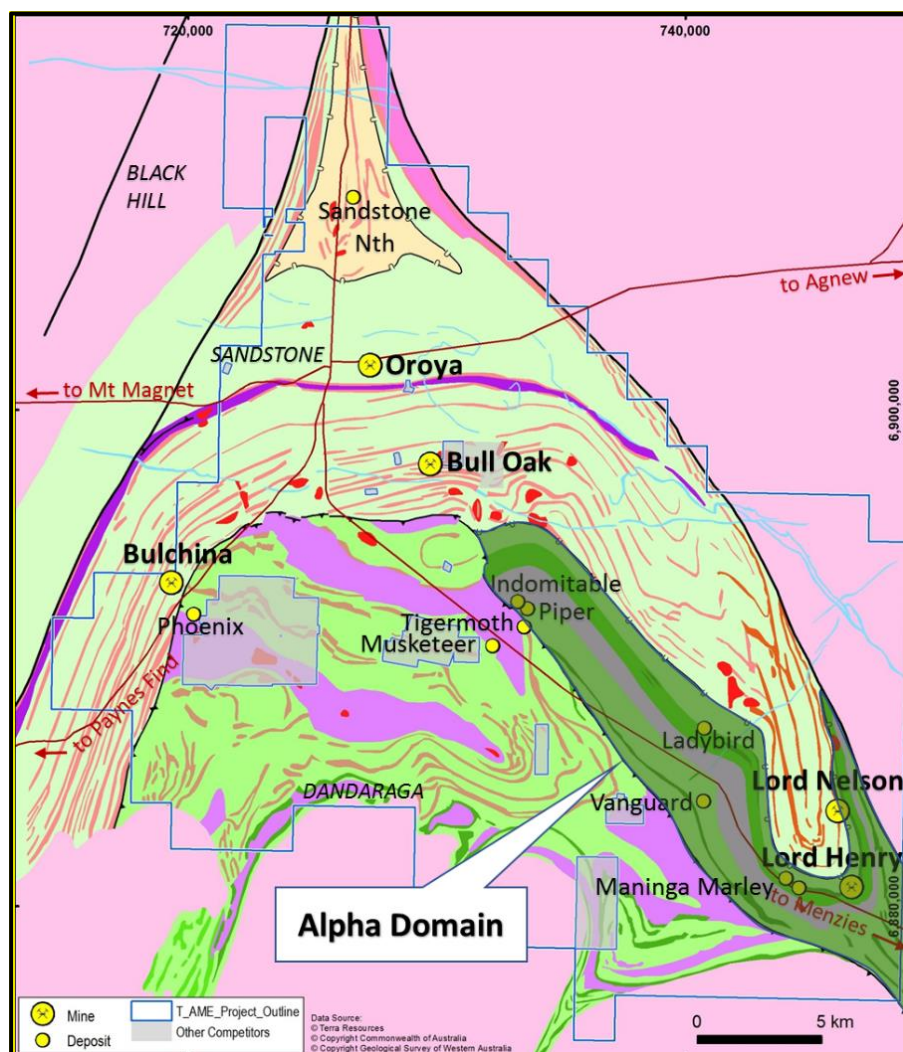 720,000
740,000
BLACK
HILL
Sandstone
Nth
to Agnew
SANDSTONE
Oroya
to Mt Magnet
6,900,000
Bull Oak
Bulchina
Indomitable
Phoenix
Piper
Tigermoth
Musketeer
to Paynes Find
Ladybird
DANDARAGA
Vanguard
Lord Nelson
Lord Henry
Maninga Marley
to Menzies
6,880,000
Alpha Domain
Mine
Deposit
T_AME_Project_Outline
Other Competitors
Data Source:
© Terra Resources
© Copyright Commonwealth of Australia
© Copyright Geological Survey of Western Australia
0 5 km